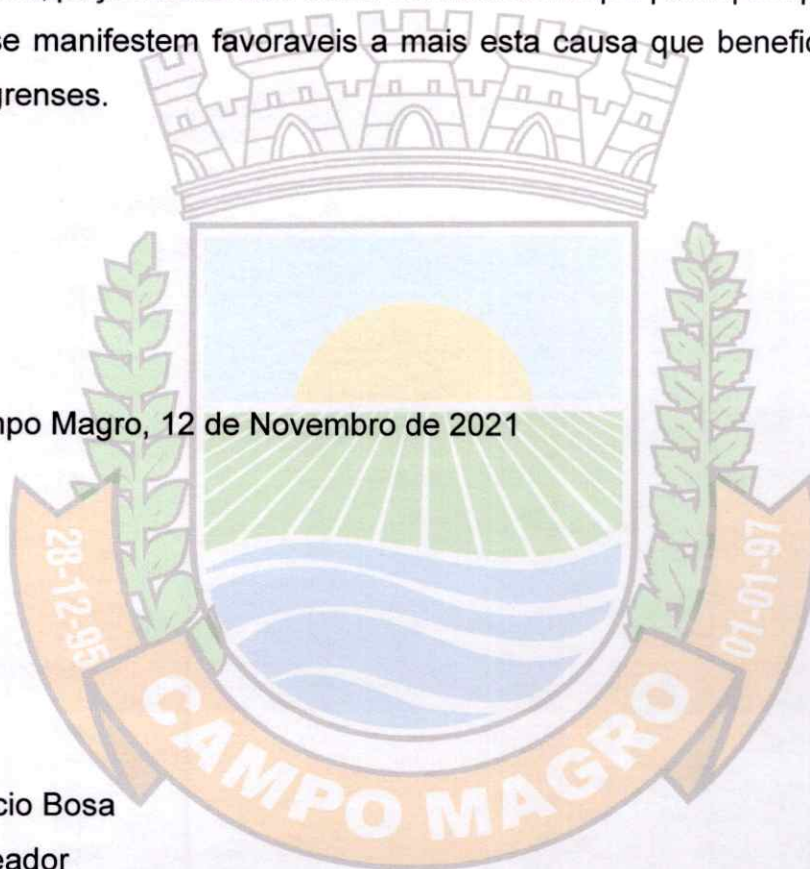 se manifestem favoraveis a mais esta causa que benefic
grenses.
npo Magro, 12 de Novembro de 2021
28-12-95
01-01-97
CAMPO MAGRO
cio Bosa
eador